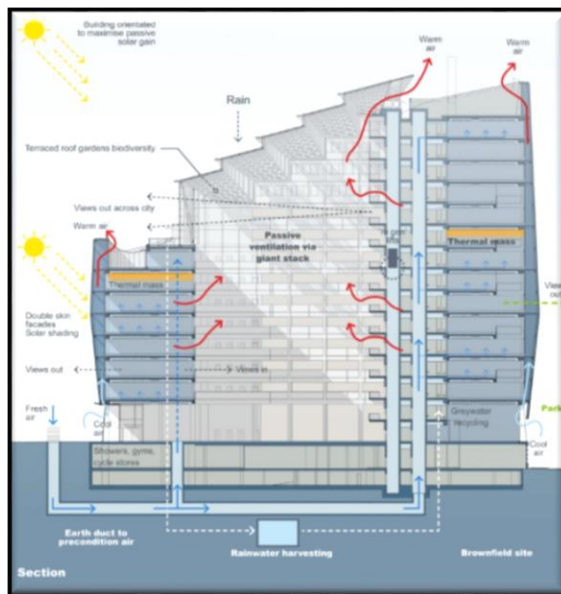 Building orientated
to maximise passive
solar gain
Warm
air
Warm
air
Rain
Terraced roof gardens biodiversity
Views out across city
Warm air
Passive
ventilation via
giant stack
Thermal mass
Thermal mass
Double skin
facades
Solar shading
View
out
Views out
Views in
Fresh
air
Cool
air
Greywater
recycling
Park
Cool
air
Showers, gyms,
cycle stores
Earth duct to
precondition air
Rainwater harvesting
Brownfield site
Section